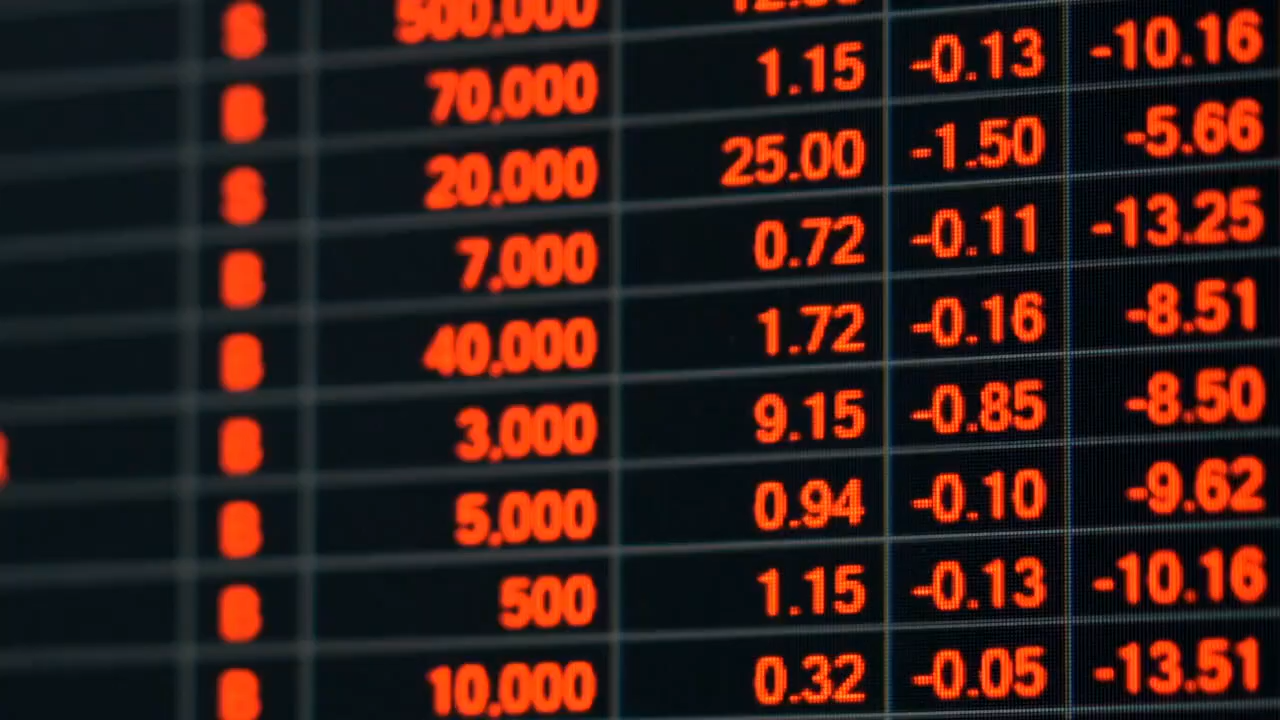 S 500,000
B 70,000 1.15 -0.13 -10.16
S 20,000 25.00 -1.50 -5.66
B 7,000 0.72 -0.11 -13.25
B 40,000 1.72 -0.16 -8.51
B 3,000 9.15 -0.85 -8.50
B 5,000 0.94 -0.10 -9.62
B 500 1.15 -0.13 -10.16
B 10,000 0.32 -0.05 -13.51